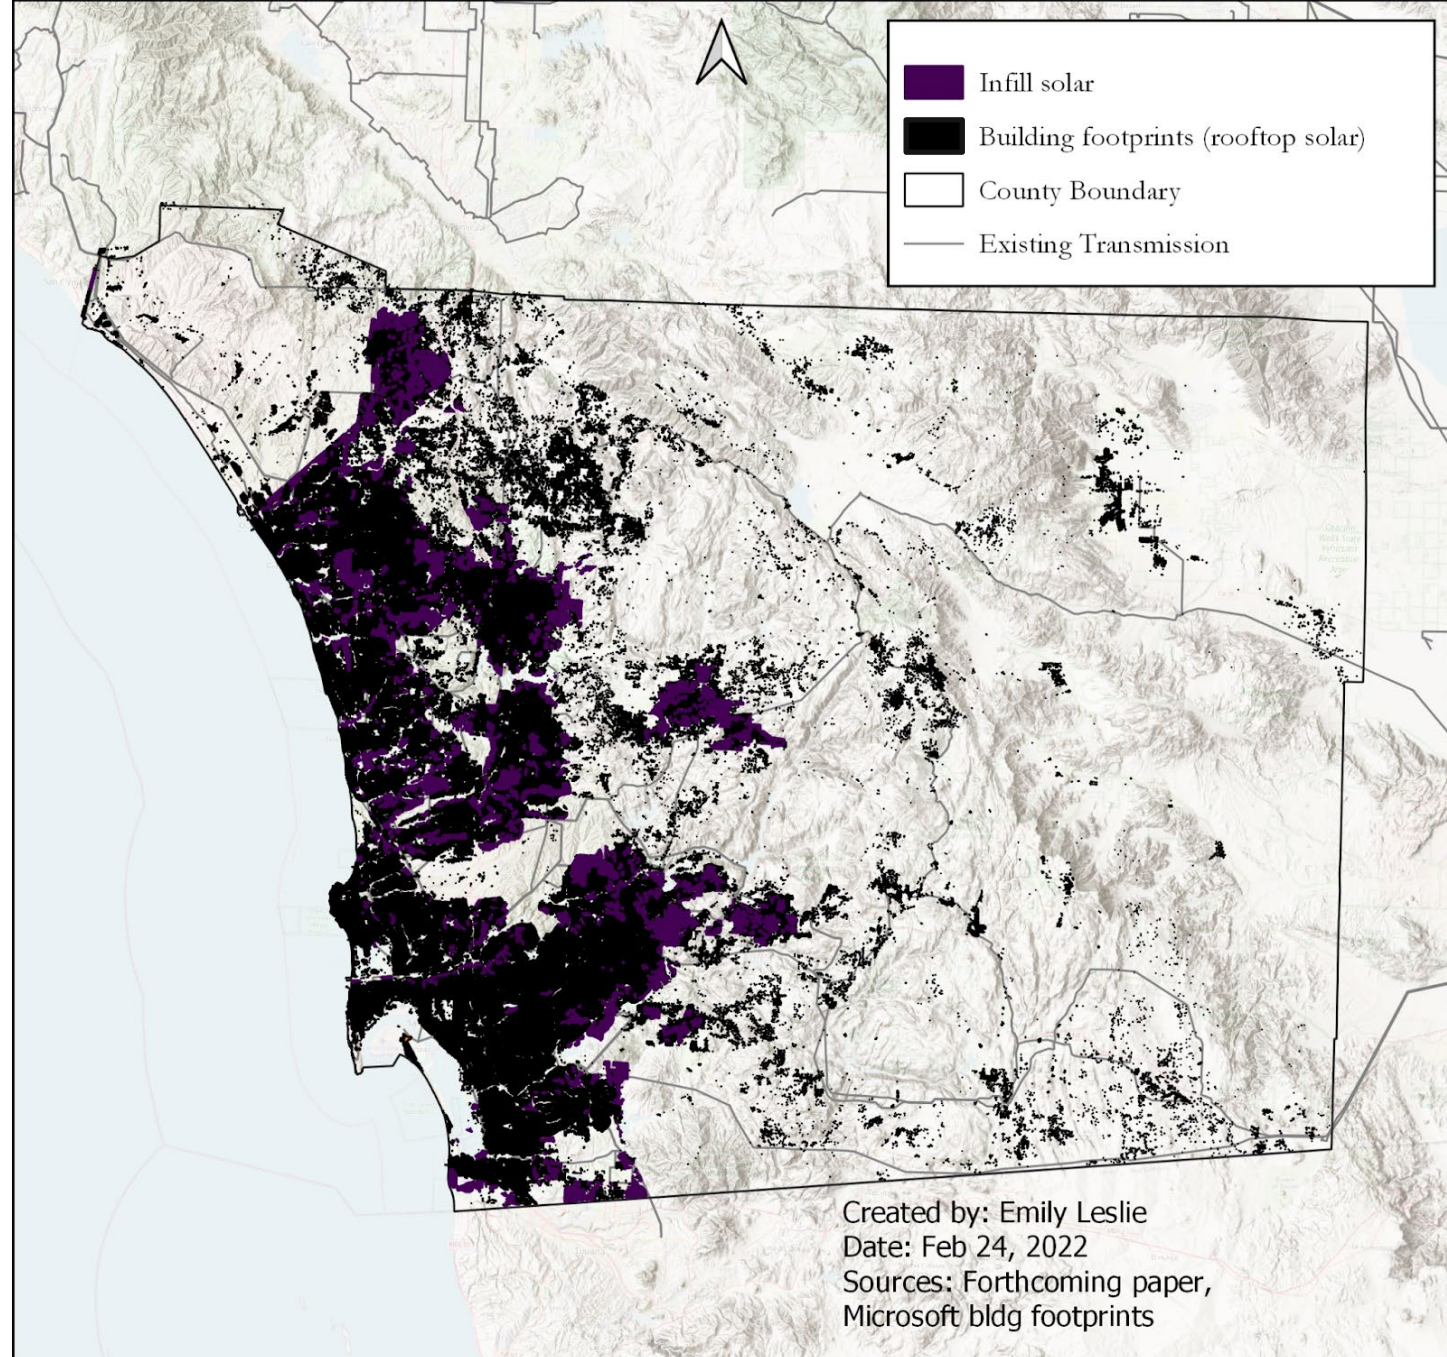 Infill solar
Building footprints (rooftop solar)
County Boundary
Existing Transmission
Created by: Emily Leslie
Date: Feb 24, 2022
Sources: Forthcoming paper,
Microsoft bldg footprints